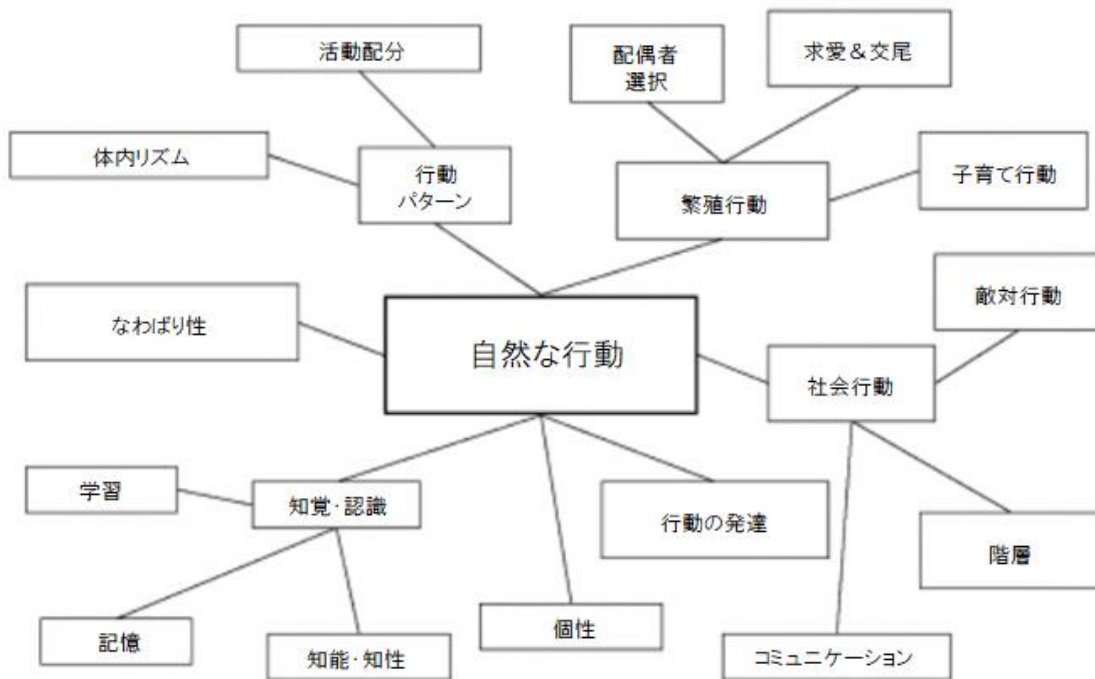 活動配分
配偶者
選択
求愛＆交尾
体内リズム
行動
パターン
繁殖行動
子育て行動
なわばり性
自然な行動
敵対行動
社会行動
学習
知覚・認識
行動の発達
階層
記憶
知能・知性
個性
コミュニケーション